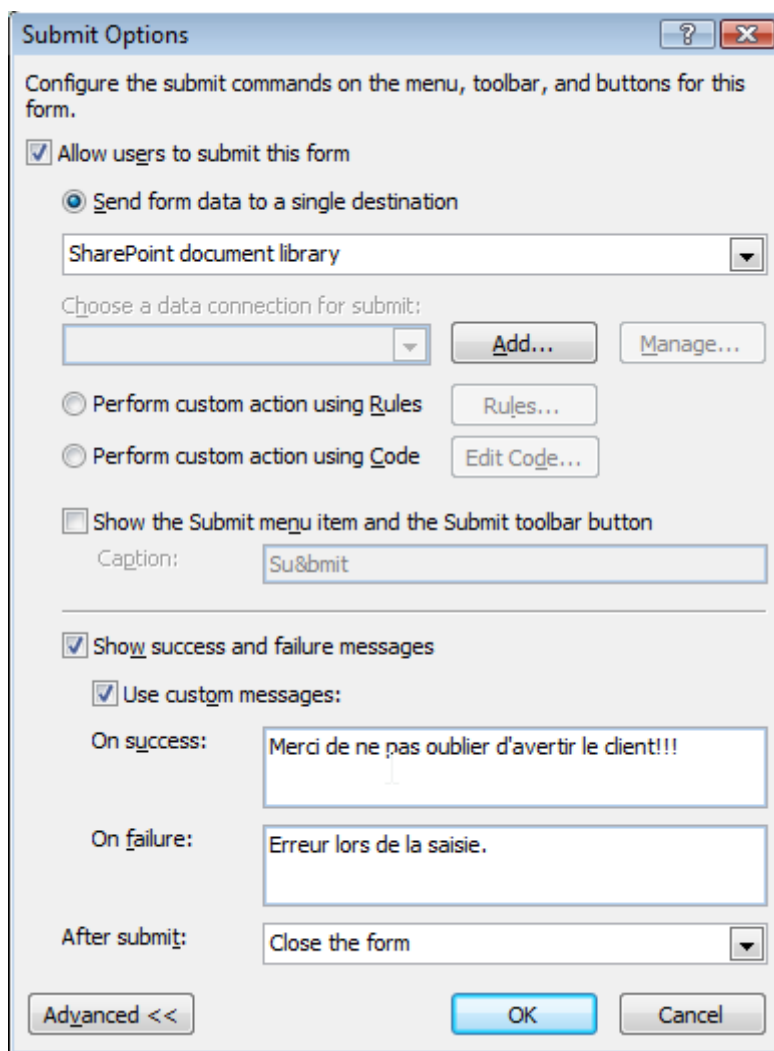 Submit Options
Configure the submit commands on the menu, toolbar, and buttons for this
form.
Allow users to submit this form
Send form data to a single destination
SharePoint document library
Choose a data connection for submit:
Add... Manage...
Perform custom action using Rules Rules...
Perform custom action using Code Edit Code...
Show the Submit menu item and the Submit toolbar button
Caption: Su&bmit
Show success and failure messages
Use custom messages:
On success: Merci de ne pas oublier d'avertir le client!!!
On failure: Erreur lors de la saisie.
After submit: Close the form
Advanced << OK Cancel